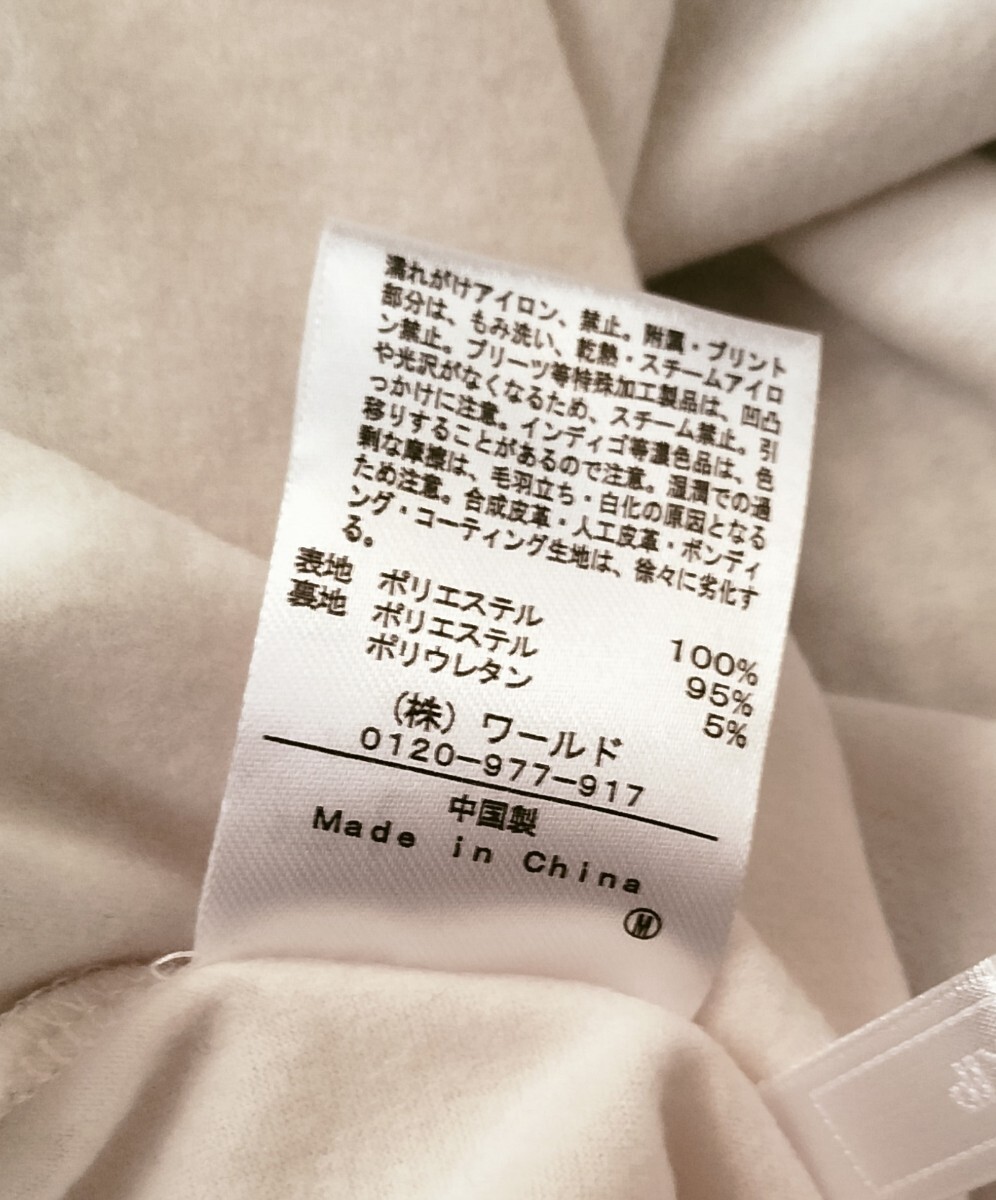 濡れがけアイロン、禁止。附属・プリント
部分は、もみ洗い、乾熱・スチームアイロ
ン禁止。プリーツ等特殊加工製品は、凹凸
や光沢がなくなるため、スチーム禁止。引
っかけに注意。インディゴ等濃色品は、色
移りすることがあるので注意。湿潤での過
剰な摩擦は、毛羽立ち・白化の原因となる
ため注意。合成皮革・人工皮革・ボンディ
ング・コーティング生地は、徐々に劣化す
る。
表地 ポリエステル 100%
裏地 ポリエステル 95%
ポリウレタン 5%
(株) ワールド
0120-977-917
中国製
Made in China
Ⓜ